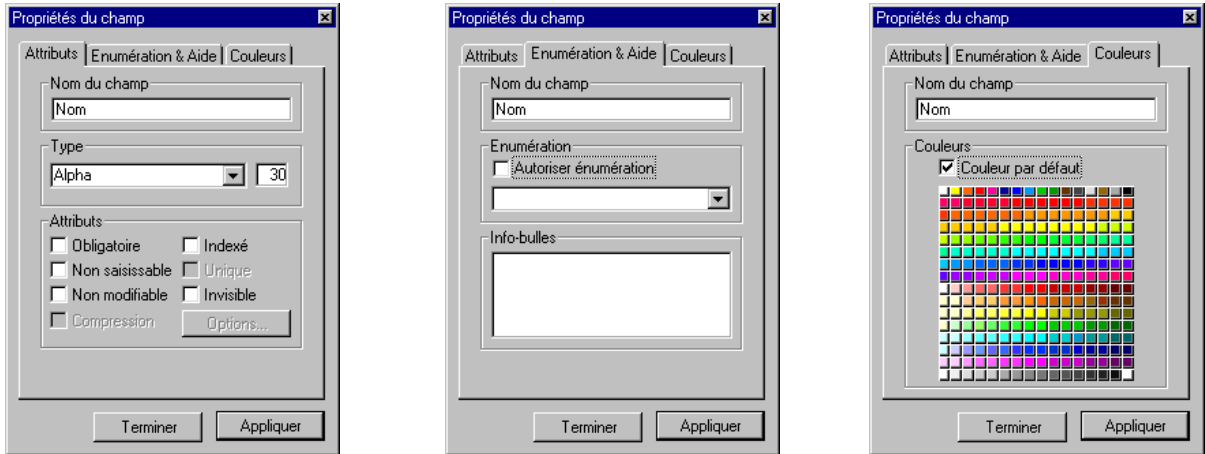 Propriétés du champ
Attributs Enumération & Aide Couleurs
Nom du champ
Nom
Type
Alpha 30
Attributs
Obligatoire Indexé
Non saisissable Unique
Non modifiable Invisible
Compression Options...
Terminer Appliquer
Propriétés du champ
Attributs Enumération & Aide Couleurs
Nom du champ
Nom
Enumération
Autoriser énumération
Info-bulles
Terminer Appliquer
Propriétés du champ
Attributs Enumération & Aide Couleurs
Nom du champ
Nom
Couleurs
Couleur par défaut
Terminer Appliquer